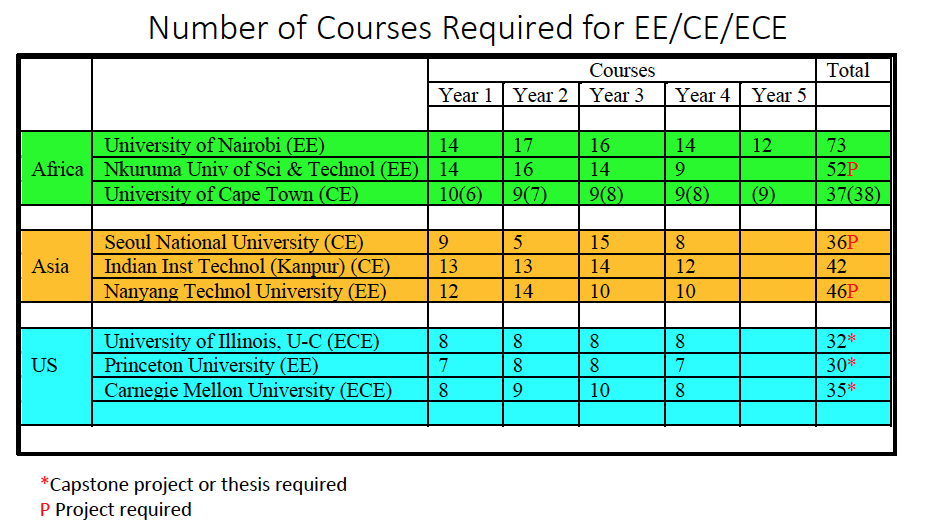 Number of Courses Required for EE/CE/ECE
Courses Total
Year 1 Year 2 Year 3 Year 4 Year 5
Africa
University of Nairobi (EE) 14 17 16 14 12 73
Nkuruma Univ of Sci & Technol (EE) 14 16 14 9 52P
University of Cape Town (CE) 10(6) 9(7) 9(8) 9(8) (9) 37(38)
Asia
Seoul National University (CE) 9 5 15 8 36P
Indian Inst Technol (Kanpur) (CE) 13 13 14 12 42
Nanyang Technol University (EE) 12 14 10 10 46P
US
University of Illinois, U-C (ECE) 8 8 8 8 32*
Princeton University (EE) 7 8 8 7 30*
Carnegie Mellon University (ECE) 8 9 10 8 35*
*Capstone project or thesis required
P Project required